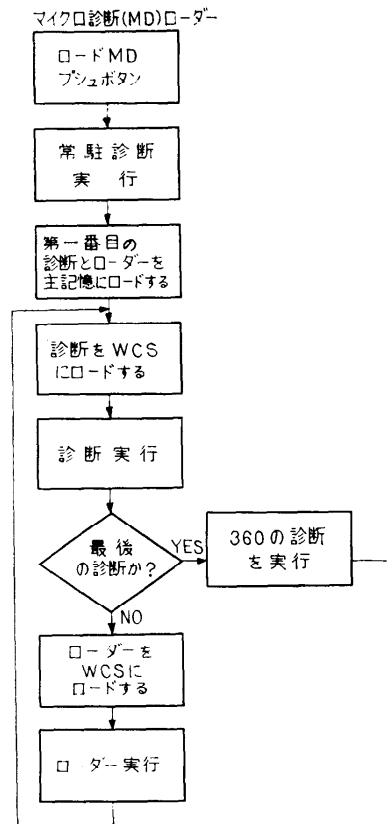 マイクロ診断(MD)ローダー
ロードMD
プシュボタン
常駐診断
実行
第一番目の
診断とローダーを
主記憶にロードする
診断をWCS
にロードする
診断実行
最後
の診断か?
YES
360の診断
を実行
NO
ローダーを
WCSに
ロードする
ローダー実行